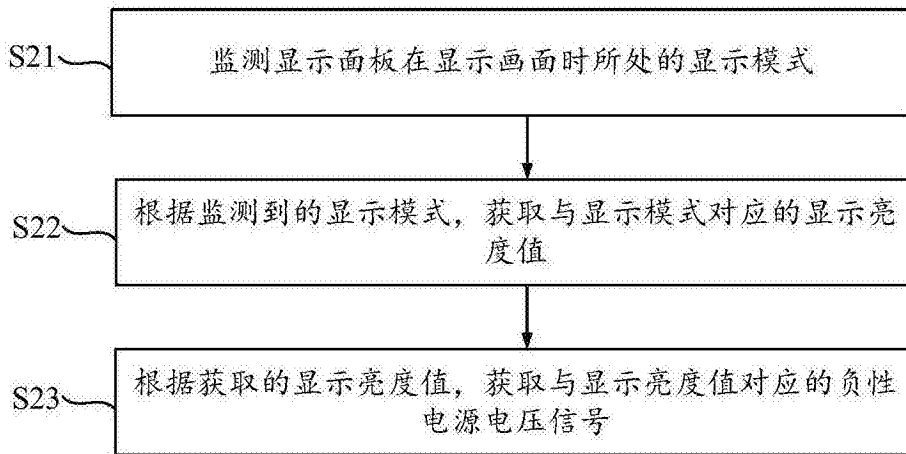 S21
监测显示面板在显示画面时所处的显示模式
S22
根据监测到的显示模式，获取与显示模式对应的显示亮
度值
S23
根据获取的显示亮度值，获取与显示亮度值对应的负性
电源电压信号